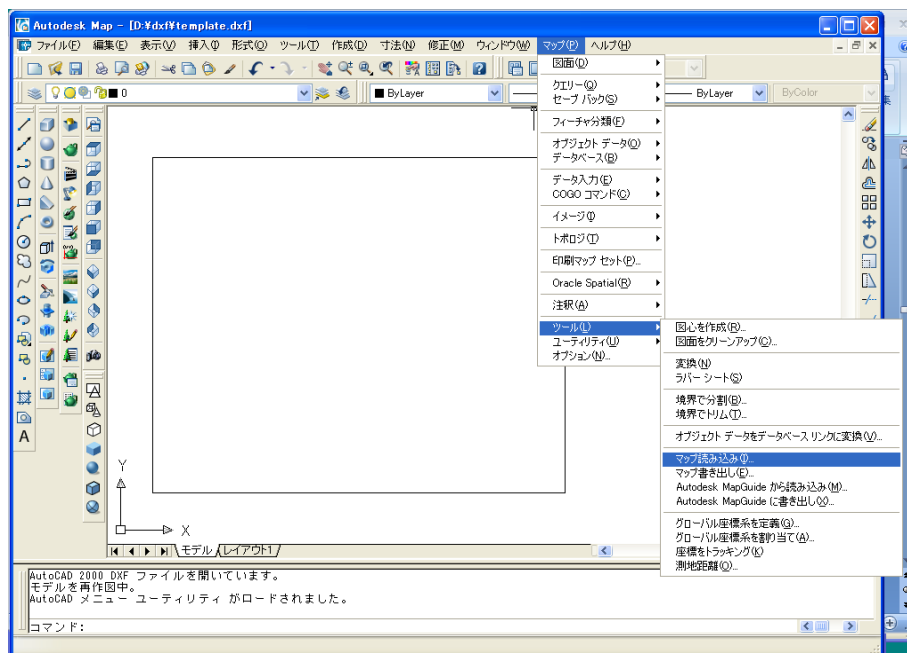 Autodesk Map - [D:¥dxf¥template.dxf]
ファイル(F) 編集(E) 表示(V) 挿入(I) 形式(O) ツール(T) 作成(D) 寸法(N) 修正(M) ウィンドウ(W) マップ(P) ヘルプ(H)
0
ByLayer
ByLayer
ByColor
図面(D)
クエリー(Q)
セーブ バック(S)
フィーチャ分類(F)
オブジェクト データ(O)
データベース(B)
データ入力(E)
COGO コマンド(C)
イメージ(I)
トポロジ(T)
印刷マップ セット(P)...
Oracle Spatial(R)
注釈(A)
ツール(L)
ユーティリティ(U)
オプション(N)...
図心を作成(R)...
図面をクリーンアップ(C)...
変換(N)
ラバー シート(S)
境界で分割(B)...
境界でトリム(T)...
オブジェクト データをデータベース リンクに変換(V)...
マップ読み込み(I)...
マップ書き出し(E)...
Autodesk MapGuide から読み込み(M)...
Autodesk MapGuide に書き出し(X)...
グローバル座標系を定義(G)...
グローバル座標系を割り当て(A)...
座標をトラッキング(K)
測地距離(O)...
A
集
Y
X
モデル レイアウト1
AutoCAD 2000 DXF ファイルを開いています。
モデルを再作図中。
AutoCAD メニュー ユーティリティ がロードされました。
コマンド: